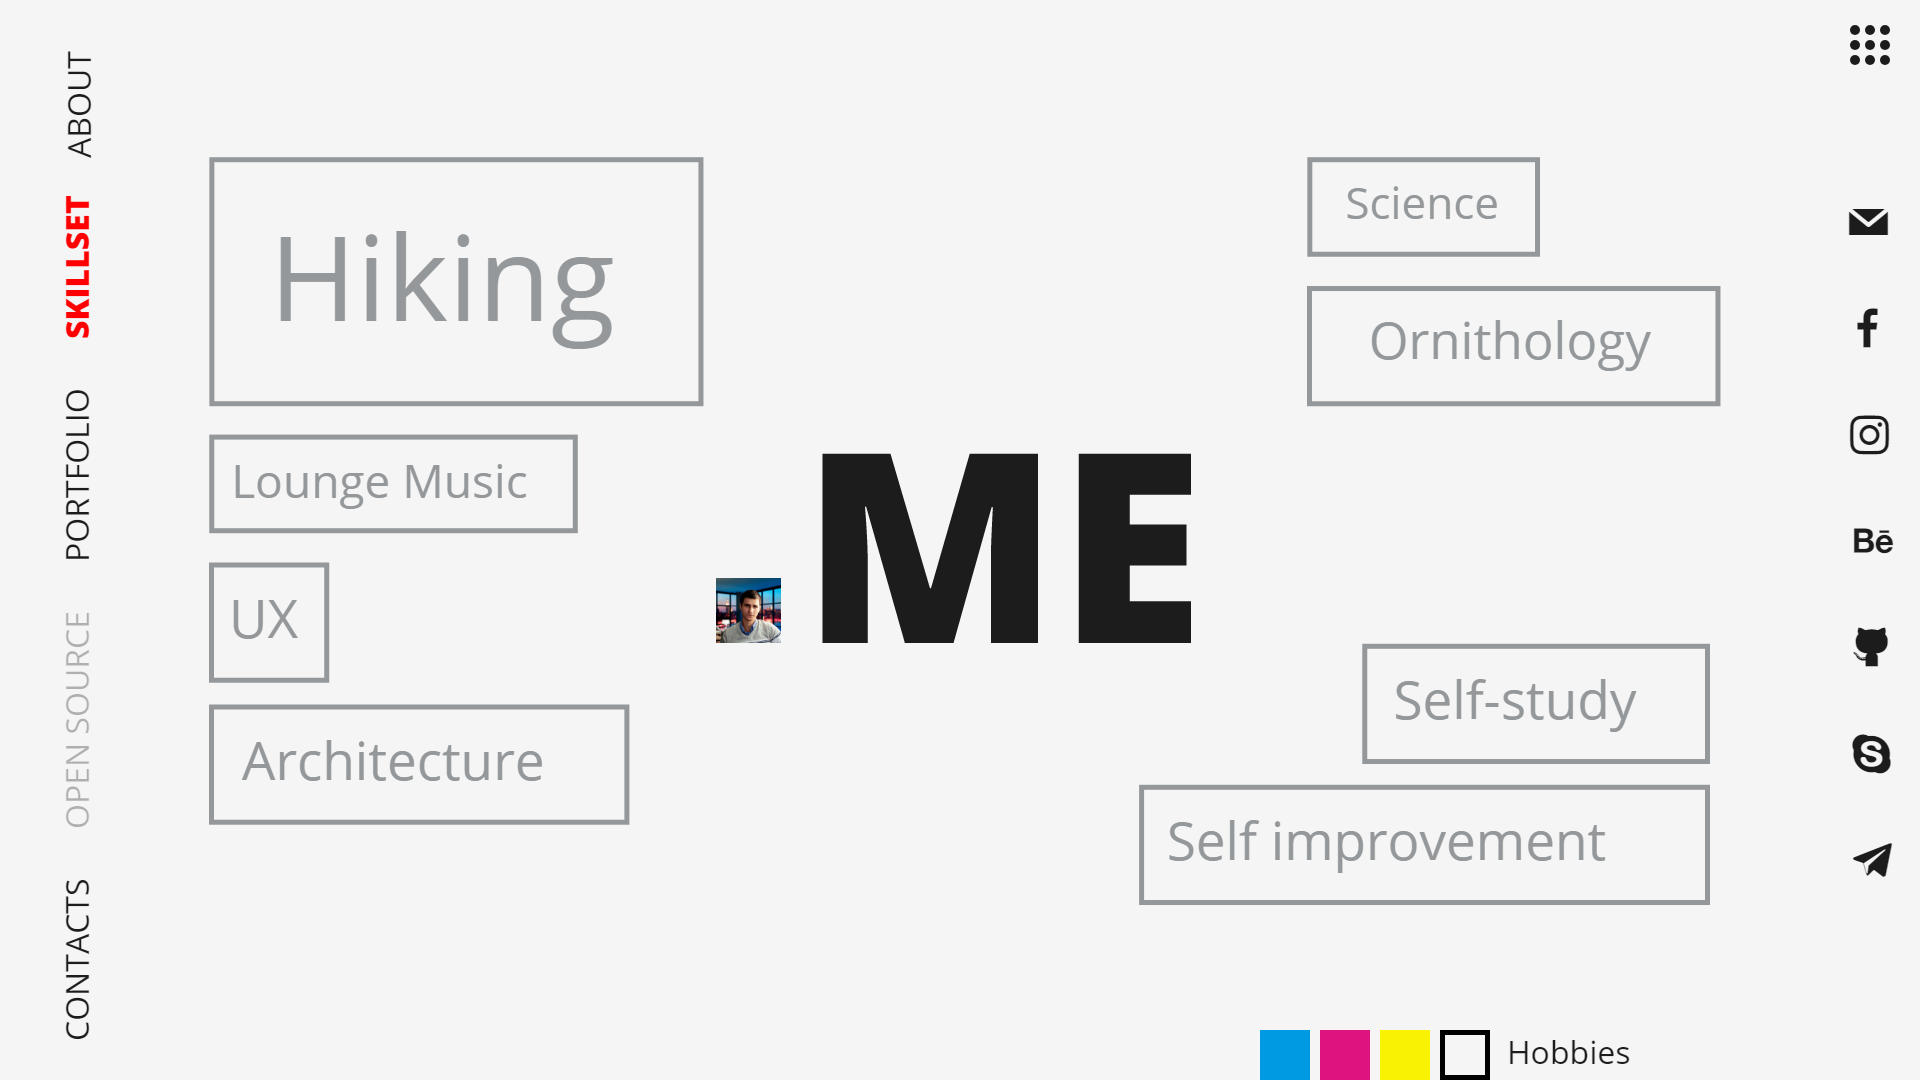 ABOUT
SKILLSET
PORTFOLIO
OPEN SOURCE
CONTACTS
Hiking
Lounge Music
UX
Architecture
ME
Science
Ornithology
Self-study
Self improvement
Bē
Hobbies